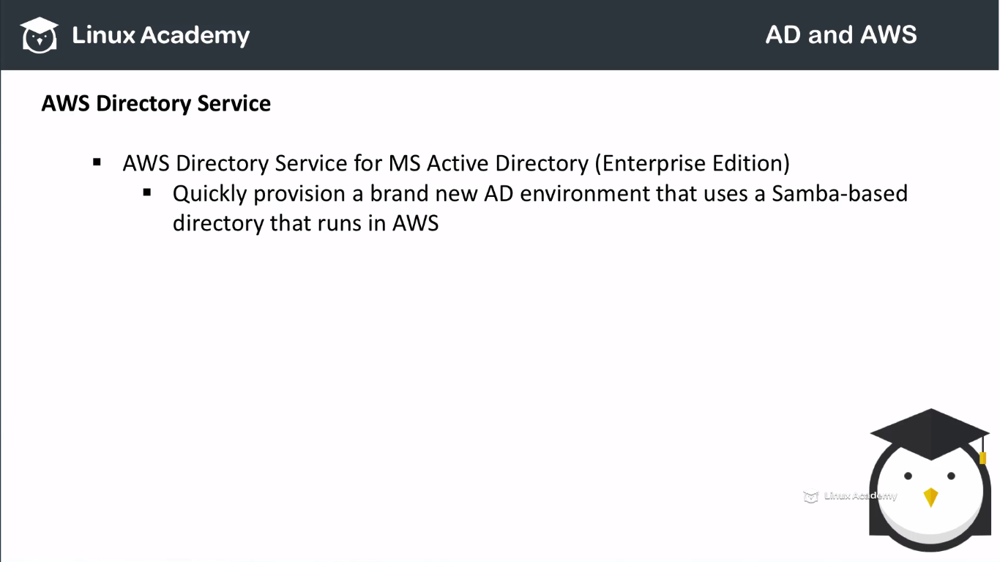 Linux Academy
AD and AWS
AWS Directory Service
▪ AWS Directory Service for MS Active Directory (Enterprise Edition)
▪ Quickly provision a brand new AD environment that uses a Samba-based
directory that runs in AWS
Linux Academy